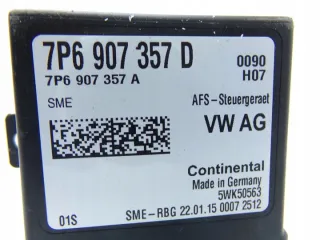 7P6 907 357 D 0090
7P6 907 357 A H07
SME AFS-Steuergeraet
VW AG
Continental
Made in Germany
5WK50563
01S SME-RBG 22.01.15 0007 2512